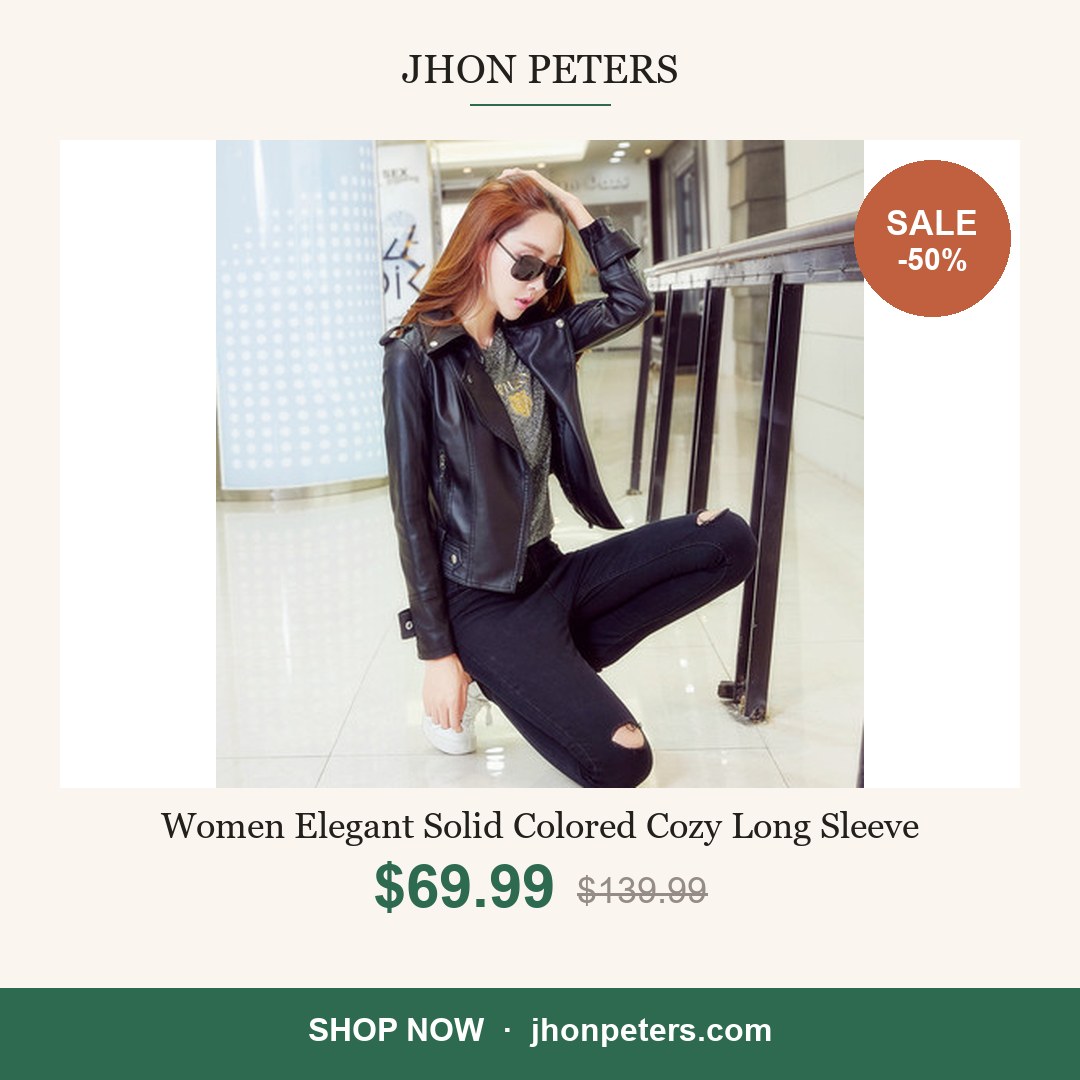 JHON PETERS
SALE
-50%
Women Elegant Solid Colored Cozy Long Sleeve
$69.99 $139.99
SHOP NOW · jhonpeters.com